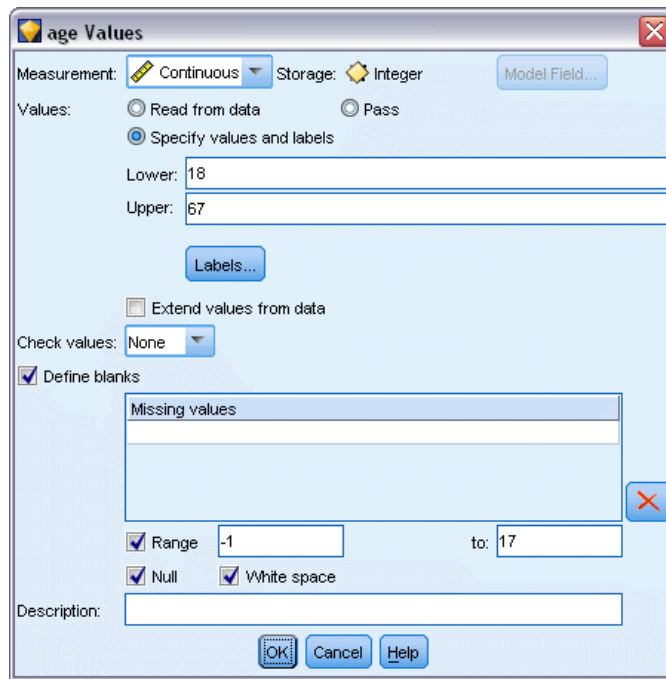 age Values
Measurement: Continuous Storage: Integer Model Field...
Values: Read from data Pass
Specify values and labels
Lower: 18
Upper: 67
Labels...
Extend values from data
Check values: None
Define blanks
Missing values
Range -1 to: 17
Null White space
Description:
OK Cancel Help